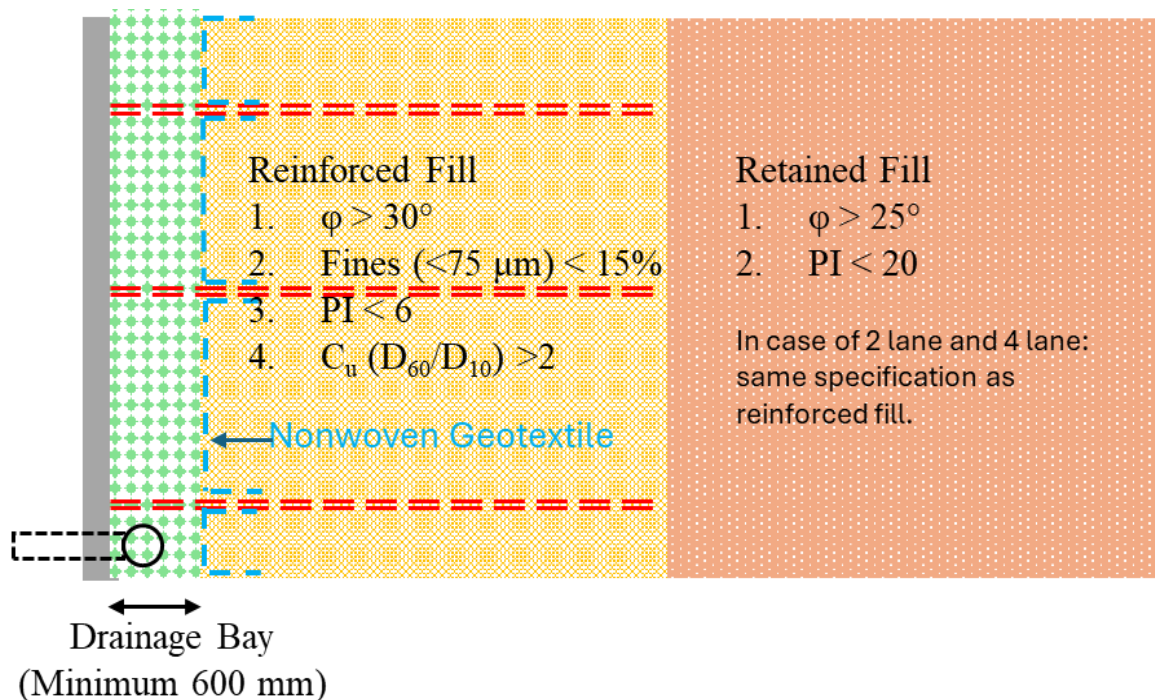 Reinforced Fill
1. φ > 30°
2. Fines (<75 μm) < 15%
3. PI < 6
4. Cᵤ (D₆₀/D₁₀) >2
Nonwoven Geotextile
Retained Fill
1. φ > 25°
2. PI < 20
In case of 2 lane and 4 lane:
same specification as
reinforced fill.
Drainage Bay
(Minimum 600 mm)